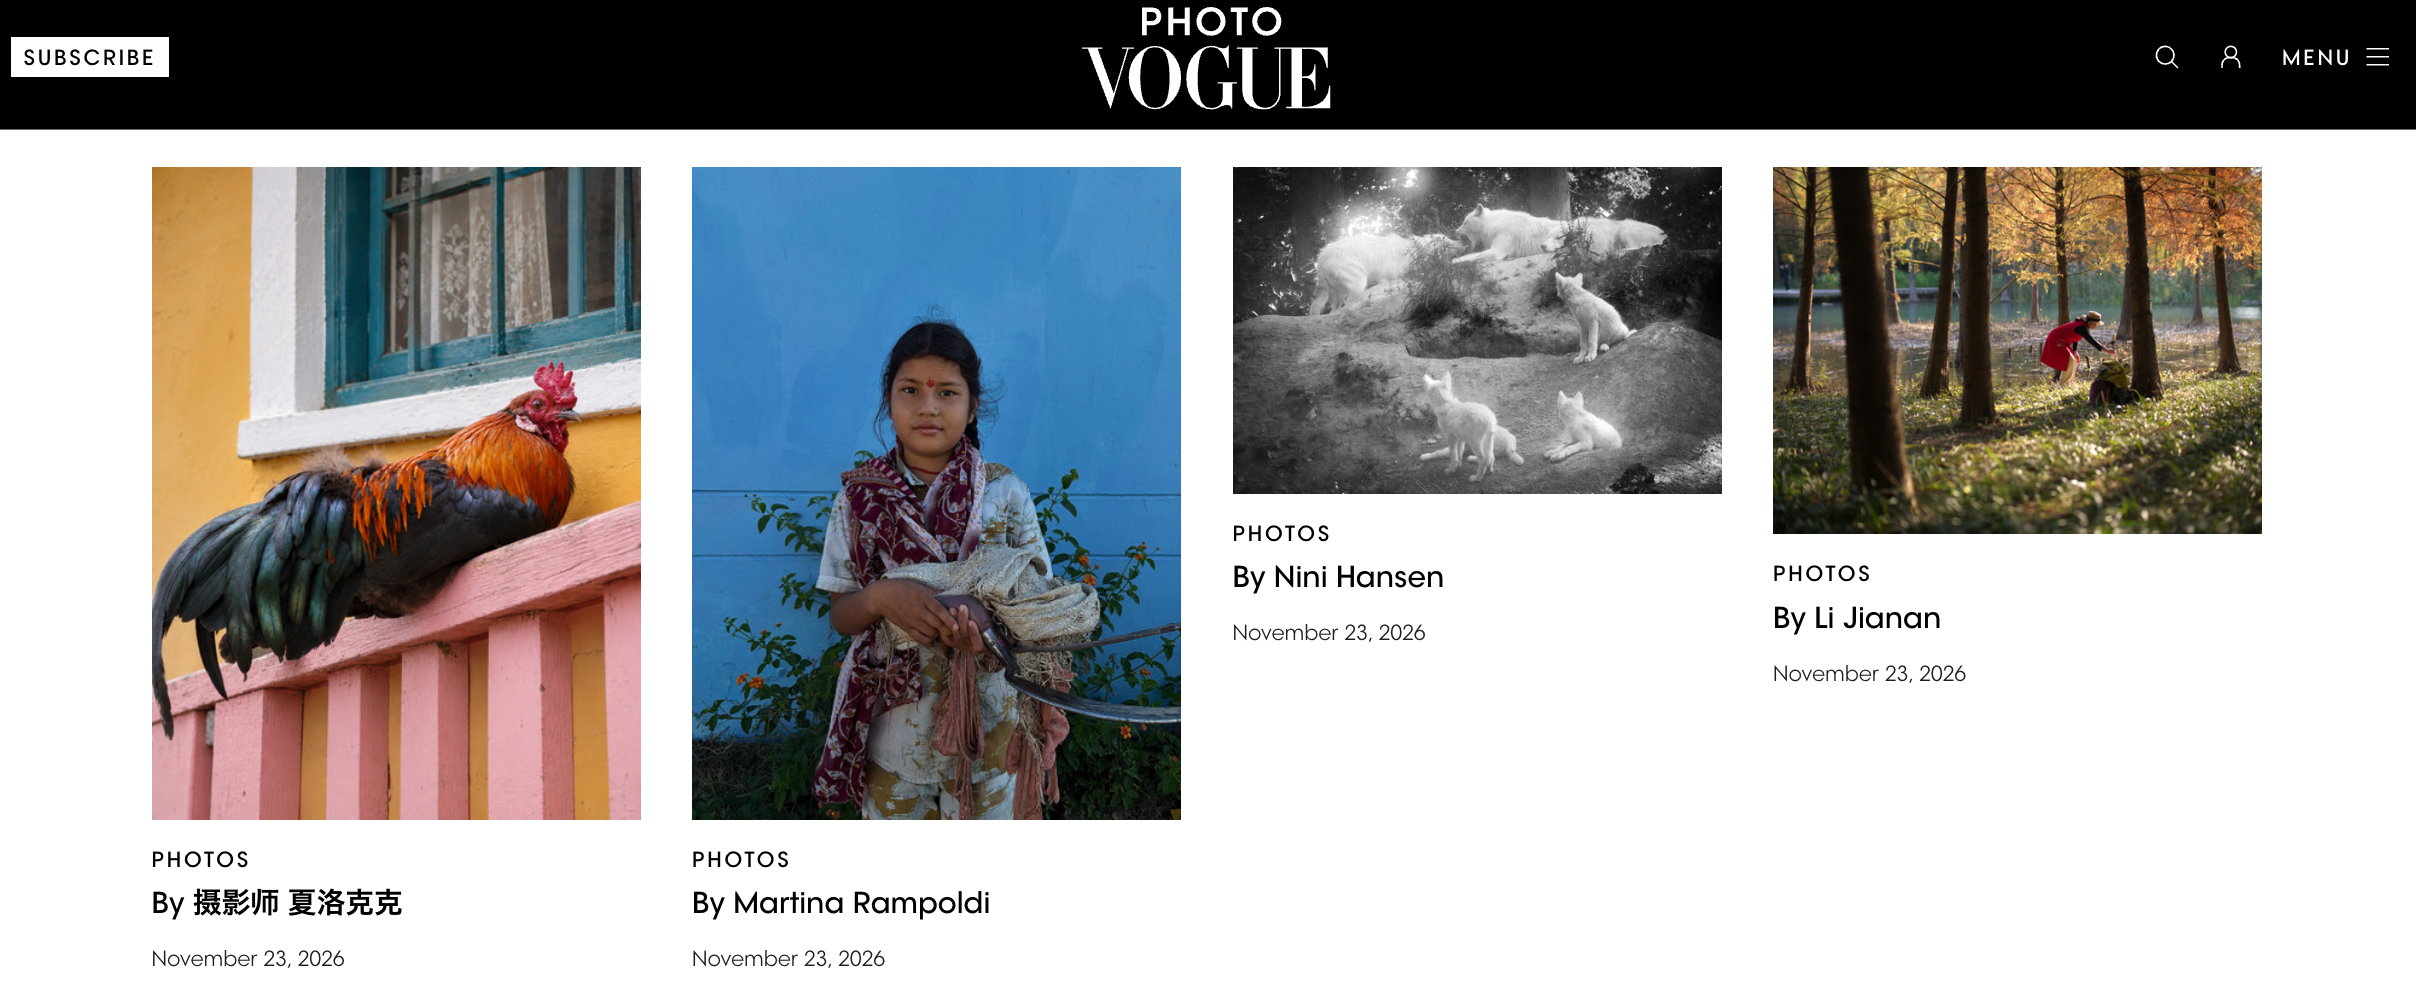 SUBSCRIBE
PHOTO
VOGUE
MENU
PHOTOS
By 摄影师 夏洛克克
November 23, 2026
PHOTOS
By Martina Rampoldi
November 23, 2026
PHOTOS
By Nini Hansen
November 23, 2026
PHOTOS
By Li Jianan
November 23, 2026